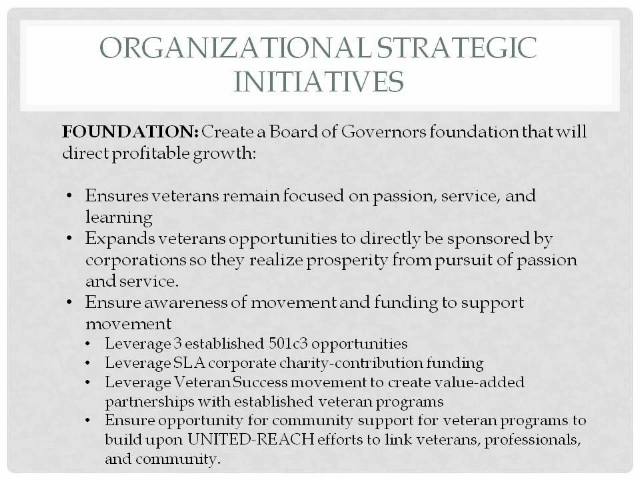 ORGANIZATIONAL STRATEGIC
INITIATIVES
FOUNDATION: Create a Board of Governors foundation that will
direct profitable growth:
• Ensures veterans remain focused on passion, service, and
learning
• Expands veterans opportunities to directly be sponsored by
corporations so they realize prosperity from pursuit of passion
and service.
• Ensure awareness of movement and funding to support
movement
• Leverage 3 established 501c3 opportunities
• Leverage SLA corporate charity-contribution funding
• Leverage Veteran Success movement to create value-added
partnerships with established veteran programs
• Ensure opportunity for community support for veteran programs to
build upon UNITED-REACH efforts to link veterans, professionals,
and community.